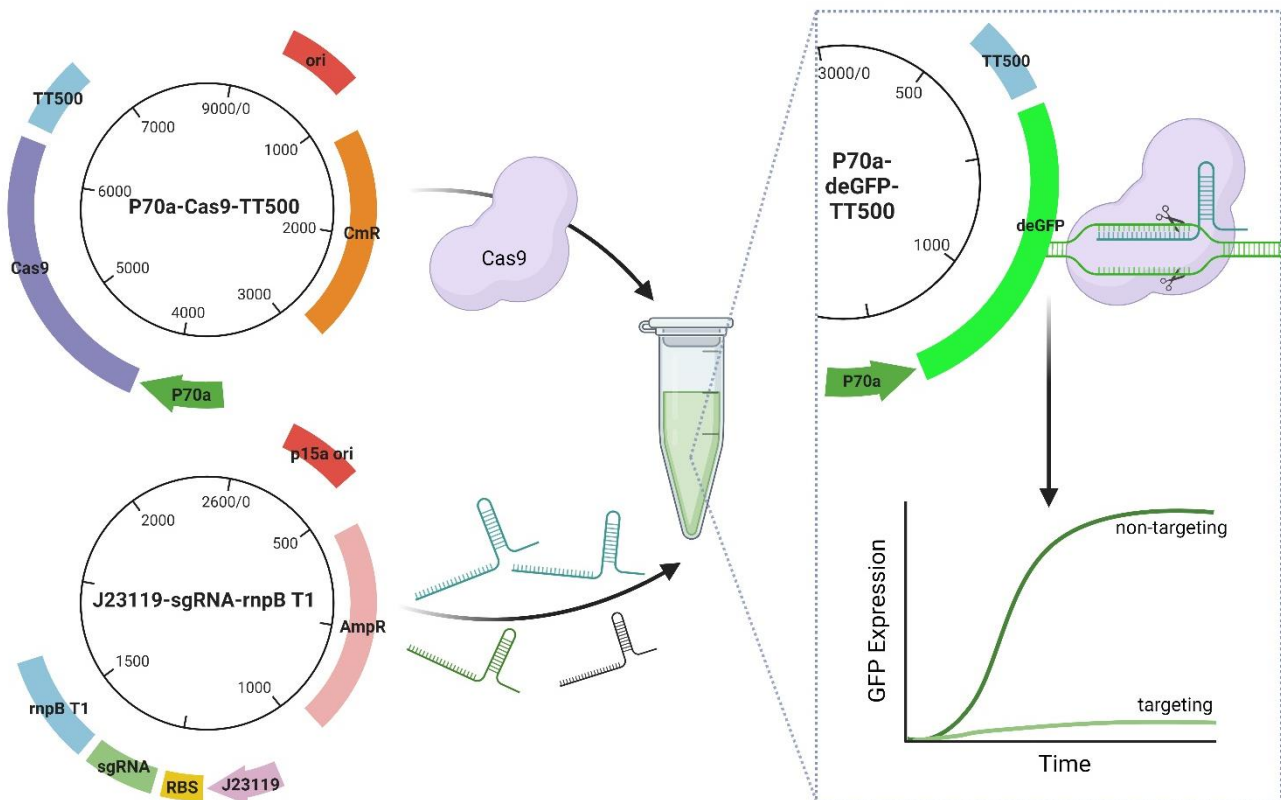 ori
TT500
9000/0
1000
2000
3000
4000
5000
6000
7000
P70a-Cas9-TT500
CmR
Cas9
P70a
Cas9
p15a ori
2600/0
500
1000
1500
2000
J23119-sgRNA-rnpB T1
AmpR
rnpB T1
sgRNA
RBS
J23119
TT500
3000/0
500
1000
P70a-
deGFP-
TT500
deGFP
P70a
GFP Expression
non-targeting
targeting
Time